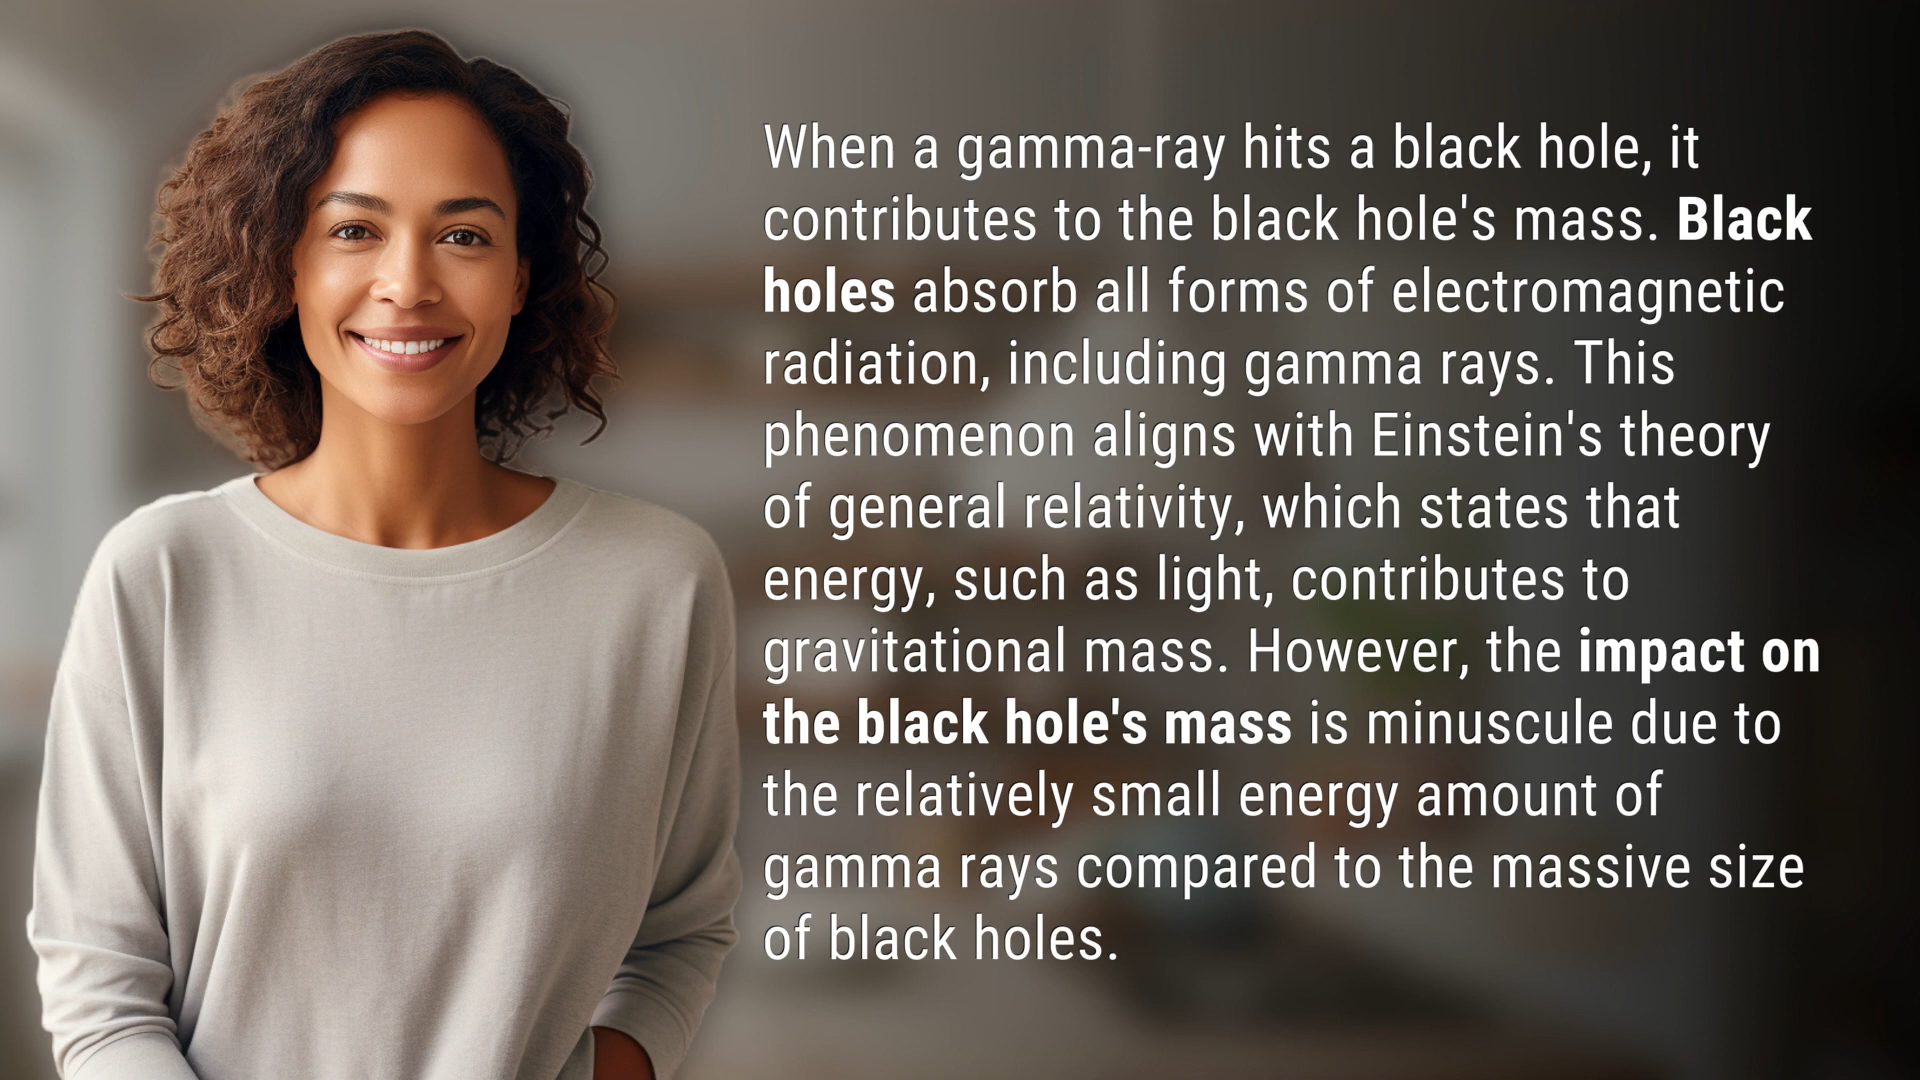 When a gamma-ray hits a black hole, it
contributes to the black hole's mass. Black
holes absorb all forms of electromagnetic
radiation, including gamma rays. This
phenomenon aligns with Einstein's theory
of general relativity, which states that
energy, such as light, contributes to
gravitational mass. However, the impact on
the black hole's mass is minuscule due to
the relatively small energy amount of
gamma rays compared to the massive size
of black holes.